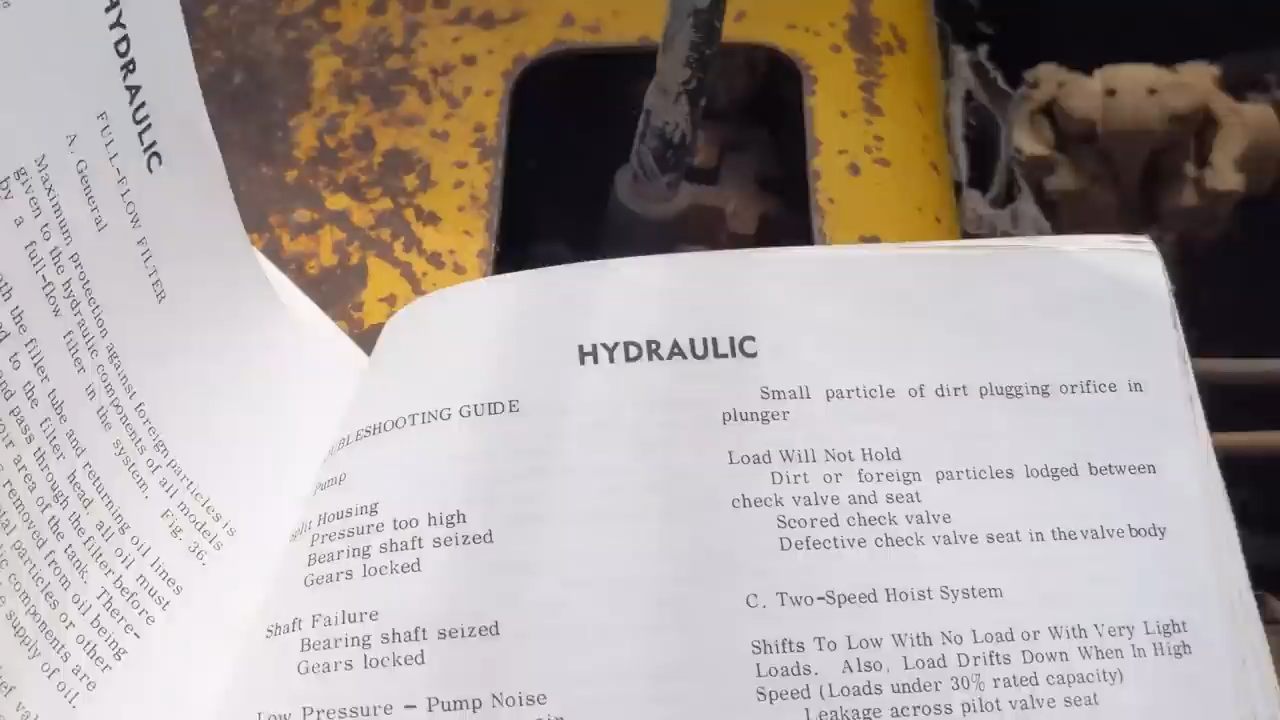 HYDRAULIC
FULL-FLOW FILTER
A. General
Maximum protection against foreign particles is
given to the hydraulic components of all models
by a full-flow filter in the system. Fig. 36.
the filler tube and returning oil lines
to the filter head, all oil must
and pass through the filter before
area of the tank. There-
removed from oil being
particles or other
components are
supply of oil.
HYDRAULIC
TROUBLESHOOTING GUIDE
Pump
Split Housing
Pressure too high
Bearing shaft seized
Gears locked
Shaft Failure
Bearing shaft seized
Gears locked
Low Pressure - Pump Noise
Small particle of dirt plugging orifice in
plunger
Load Will Not Hold
Dirt or foreign particles lodged between
check valve and seat
Scored check valve
Defective check valve seat in the valve body
C. Two-Speed Hoist System
Shifts To Low With No Load or With Very Light
Loads. Also, Load Drifts Down When In High
Speed (Loads under 30% rated capacity)
Leakage across pilot valve seat